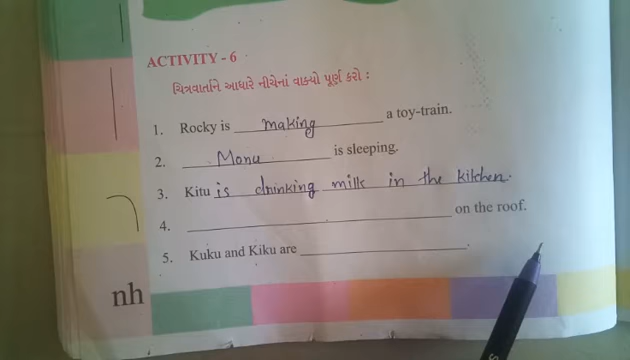 ACTIVITY - 6
ચિત્રવાર્તાને આધારે નીચેનાં વાક્યો પૂર્ણ કરો :
1. Rocky is making a toy-train.
2. Monu is sleeping.
3. Kitu is drinking milk in the kitchen.
4. on the roof.
5. Kuku and Kiku are .
nh